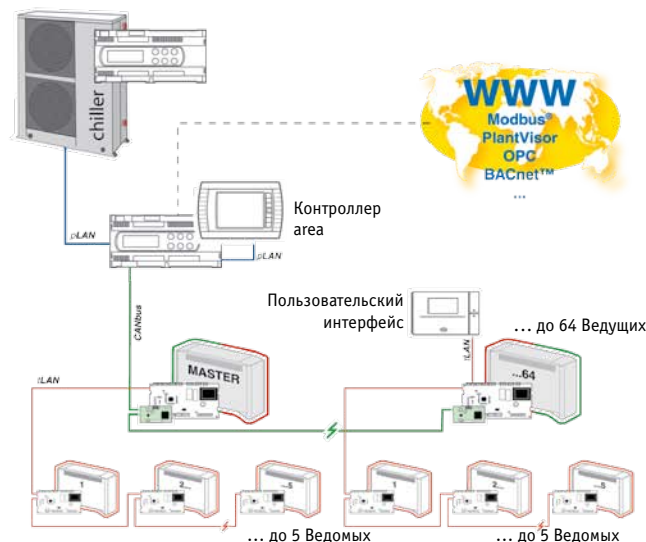 chiller
WWW
Modbus®
PlantVisor
OPC
BACnet™
...
Контроллер
area
pLAN
pLAN
CANbus
Пользовательский
интерфейс
... до 64 Ведущих
tLAN
tLAN
MASTER
...64
1
2...
...5
1
2...
...5
... до 5 Ведомых
... до 5 Ведомых